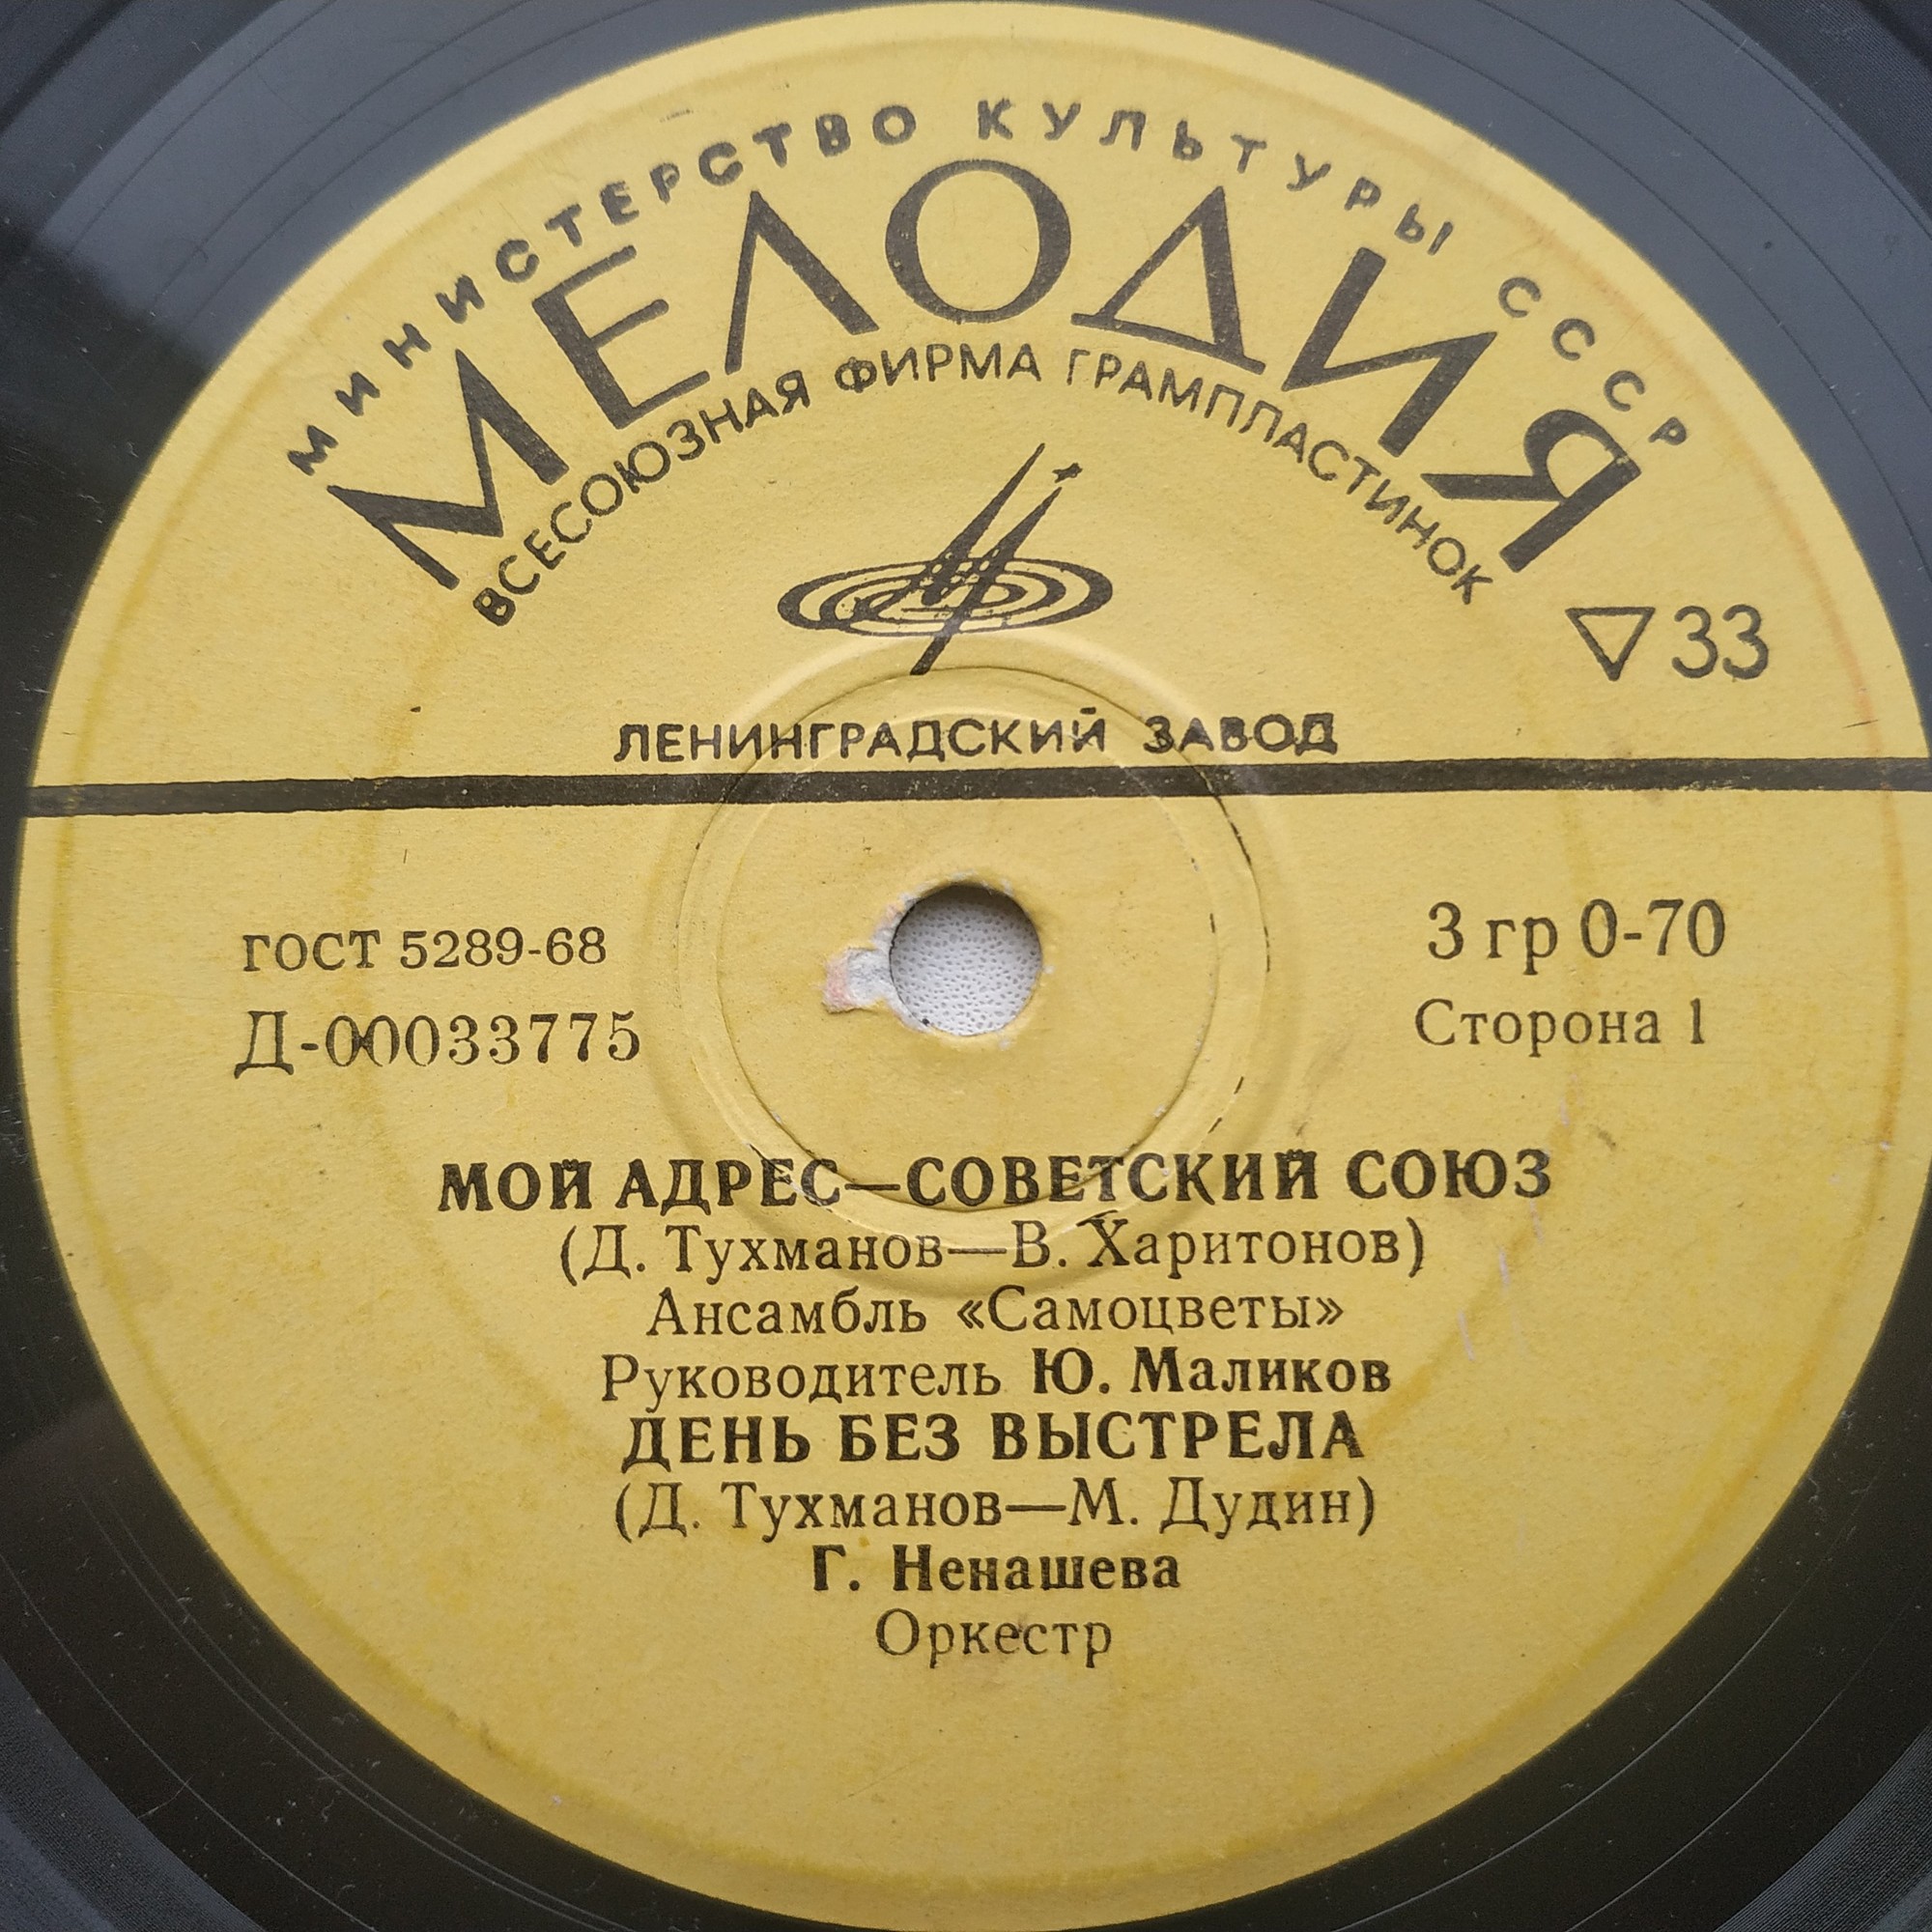 МИНИСТЕРСТВО КУЛЬТУРЫ СССР
МЕЛОДИЯ
ВСЕСОЮЗНАЯ ФИРМА ГРАМПЛАСТИНОК
33
ЛЕНИНГРАДСКИЙ ЗАВОД
ГОСТ 5289-68
3 гр 0-70
Д-00033775
Сторона 1
МОЙ АДРЕС—СОВЕТСКИЙ СОЮЗ
(Д. Тухманов—В. Харитонов)
Ансамбль «Самоцветы»
Руководитель Ю. Маликов
ДЕНЬ БЕЗ ВЫСТРЕЛА
(Д. Тухманов—М. Дудин)
Г. Ненашева
Оркестр